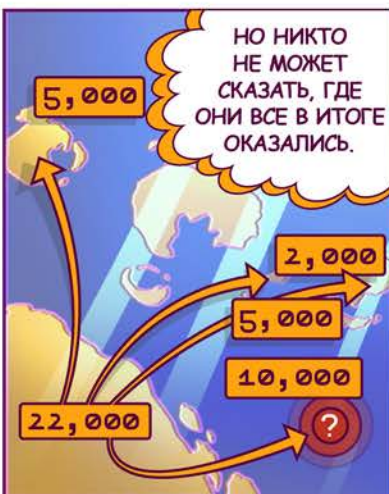 НО НИКТО
НЕ МОЖЕТ
СКАЗАТЬ, ГДЕ
ОНИ ВСЕ В ИТОГЕ
ОКАЗАЛИСЬ.
5,000
2,000
5,000
10,000
22,000
?